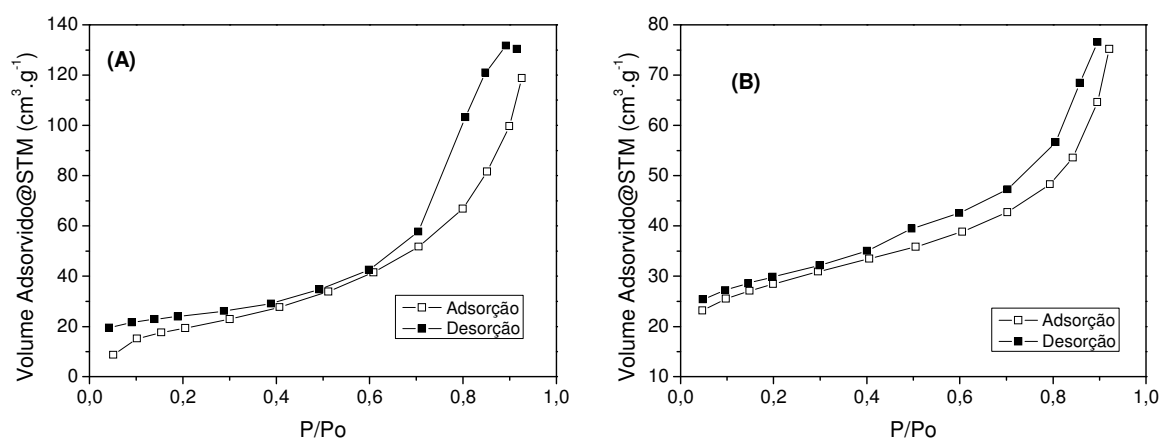 (A)
Volume Adsorvido@STM (cm³.g⁻¹)
140
120
100
80
60
40
20
0
Adsorção
Desorção
0,0 0,2 0,4 0,6 0,8 1,0
P/Po
(B)
Volume Adsorvido@STM (cm³.g⁻¹)
80
70
60
50
40
30
20
10
Adsorção
Desorção
0,0 0,2 0,4 0,6 0,8 1,0
P/Po